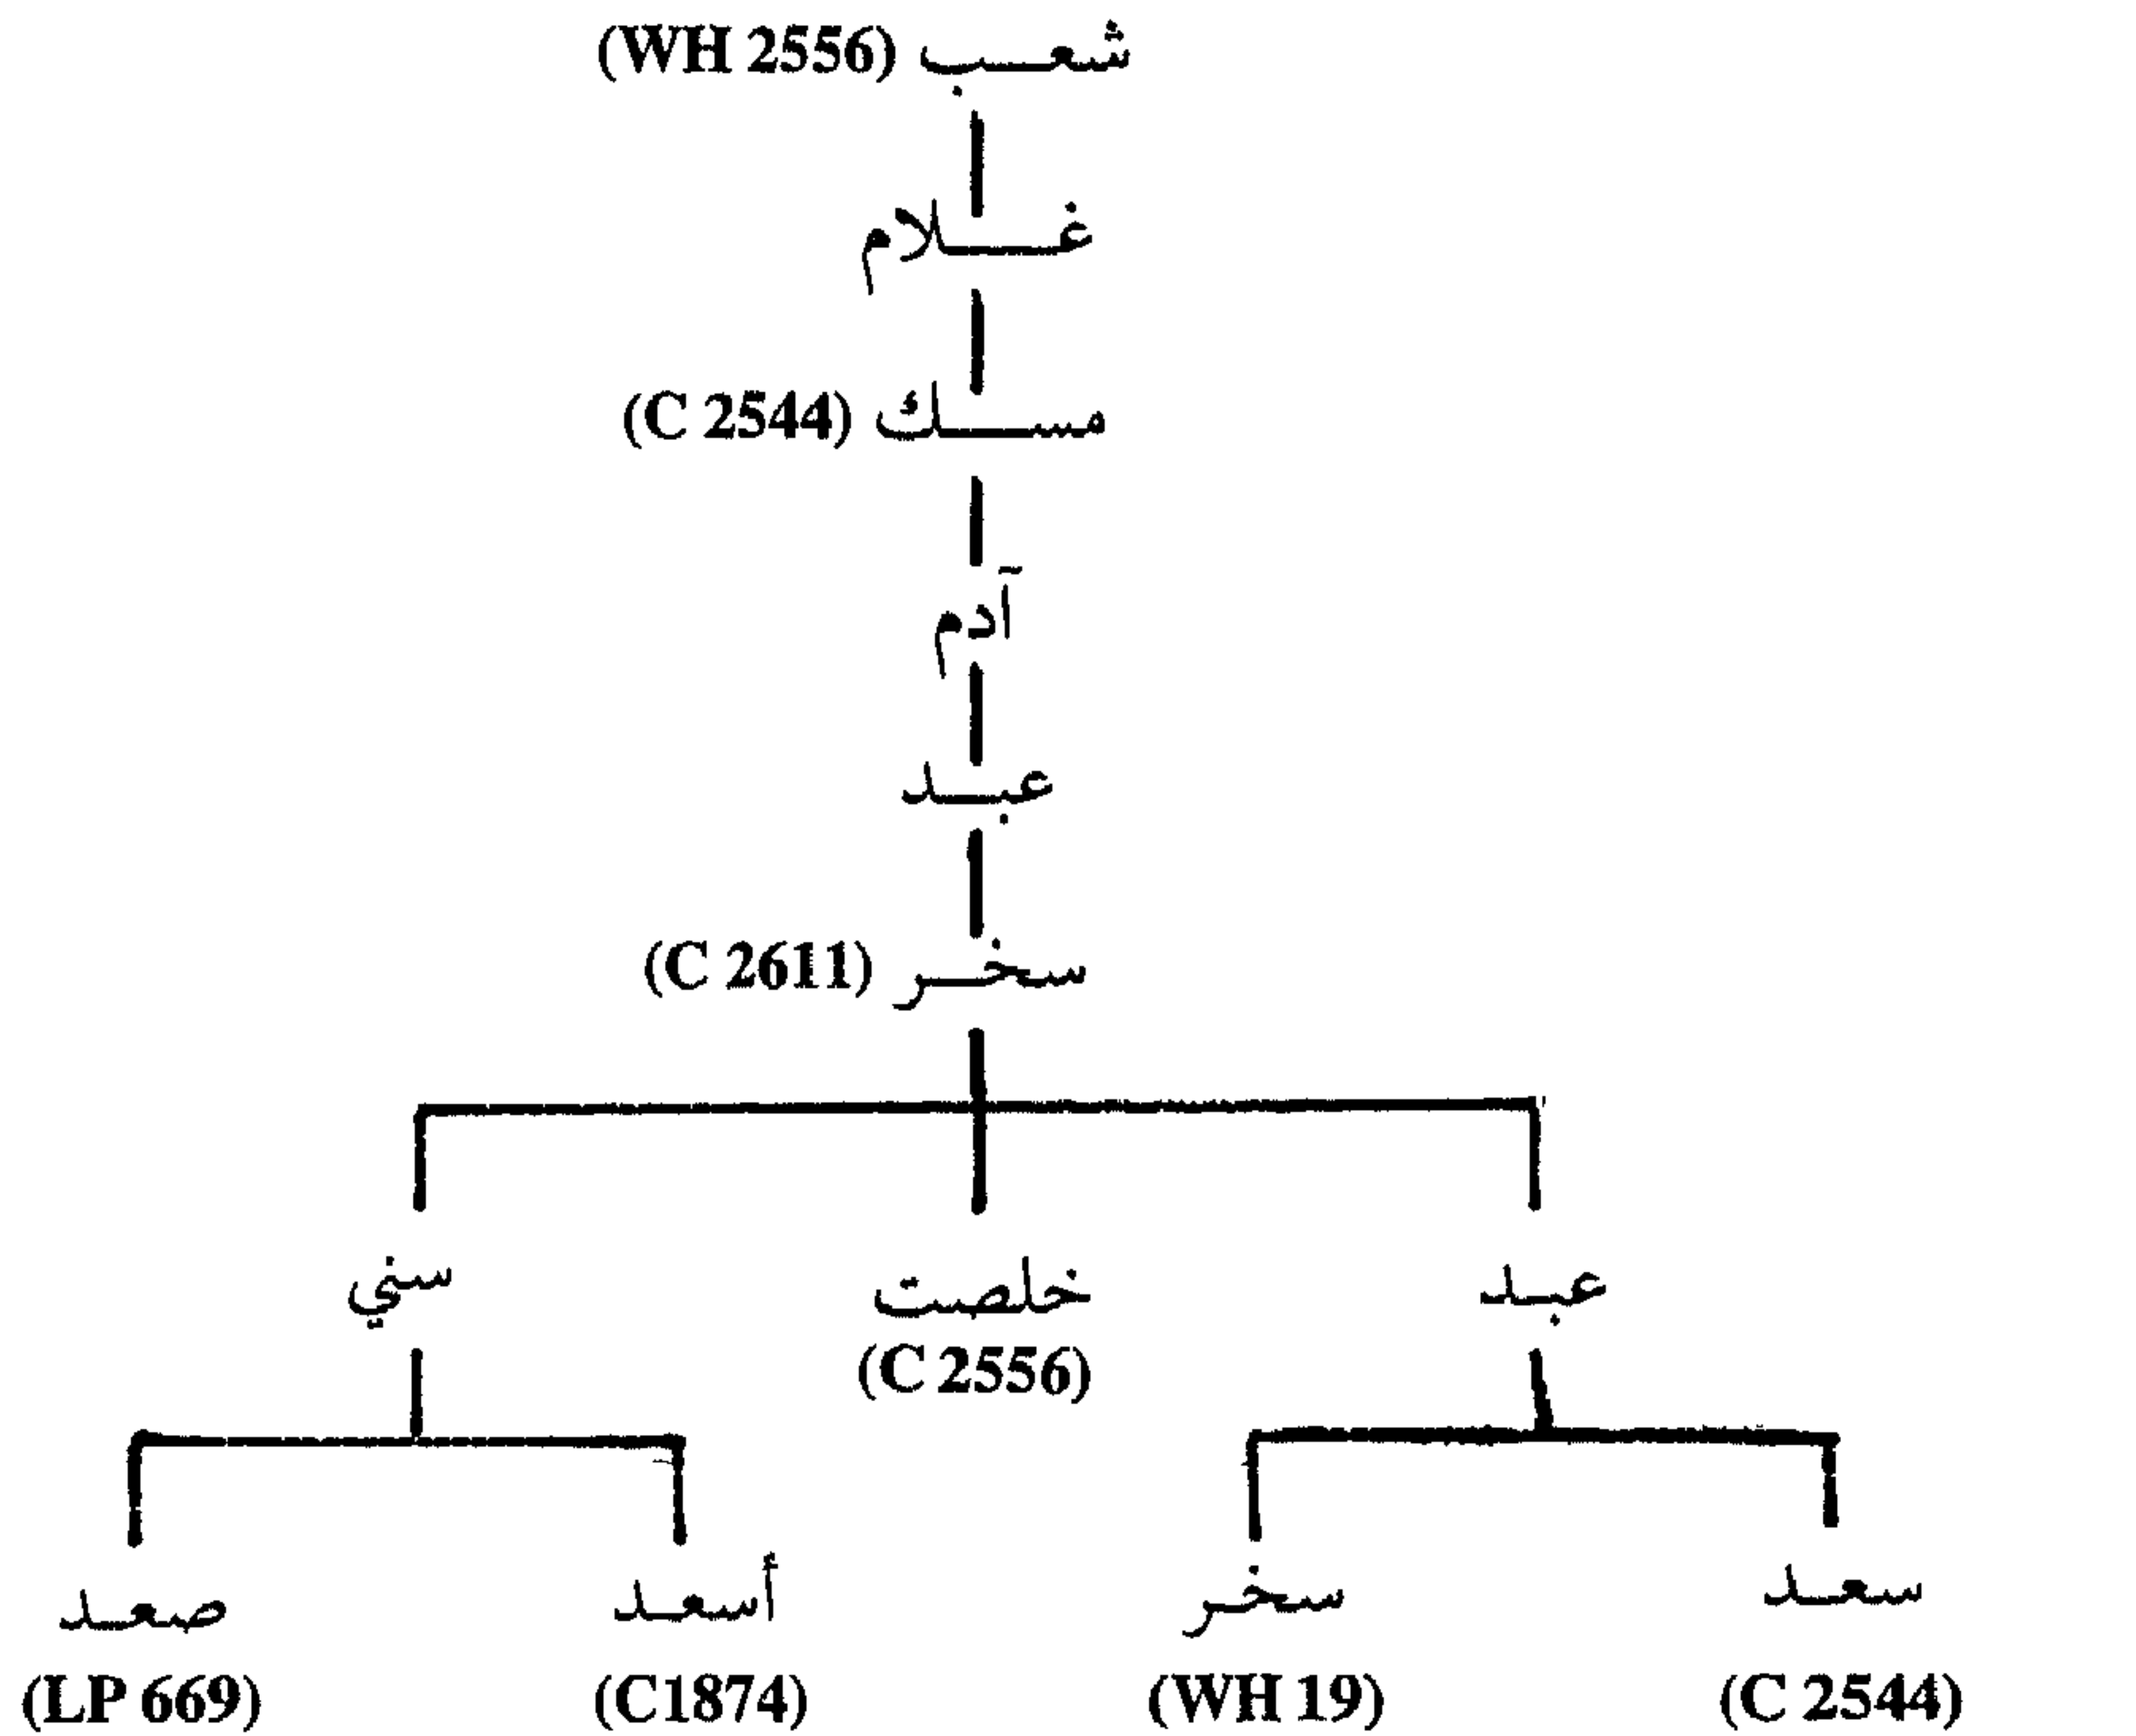 شعب (WH 2556)
غلام
مسك (C 2544)
آدم
عبد
سخر (C 2611)
عبد خلصت سني
(C 2556)
سعد سخر أسعد صعد
(C 2544) (WH 19) (C1874) (LP 669)